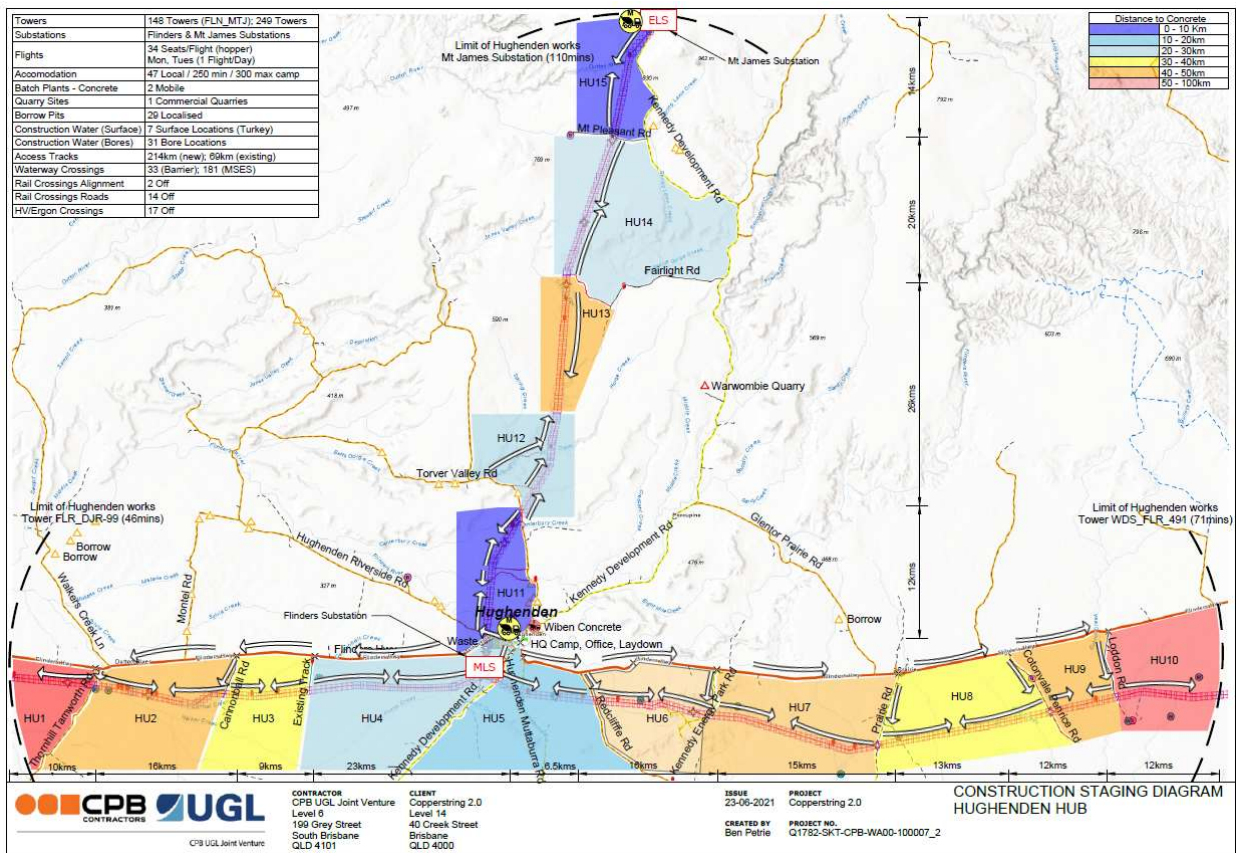 Towers 148 Towers (FLN_MTJ); 249 Towers
Substations Flinders & Mt James Substations
Flights 34 Seats/Flight (hopper)
Mon, Tues (1 Flight/Day)
Accomodation 47 Local / 250 min / 300 max camp
Batch Plants - Concrete 2 Mobile
Quarry Sites 1 Commercial Quarries
Borrow Pits 29 Localised
Construction Water (Surface) 7 Surface Locations (Turkey)
Construction Water (Bores) 31 Bore Locations
Access Tracks 214km (new); 69km (existing)
Waterway Crossings 33 (Barrier); 181 (MSES)
Rail Crossings Alignment 2 Off
Rail Crossings Roads 14 Off
HV/Ergon Crossings 17 Off
Limit of Hughenden works
Mt James Substation (110mins)
ELS
Mt James Substation
Distance to Concrete
0 - 10 Km
10 - 20km
20 - 30km
30 - 40km
40 - 50km
50 - 100km
HU15
Mt Pleasant Rd
Kennedy Development Rd
14kms
HU14
Fairlight Rd
20kms
HU13
Warwombie Quarry
26kms
HU12
Torver Valley Rd
Limit of Hughenden works
Tower FLR_DJR-99 (46mins)
Borrow
Borrow
Walkers Creek Ln
Montel Rd
Hughenden Riverside Rd
HU11
Hughenden
Flinders Substation
Waste
Wiben Concrete
HQ Camp, Office, Laydown
MLS
Kennedy Development Rd
Glentor Prairie Rd
Borrow
12kms
Limit of Hughenden works
Tower WDS_FLR_491 (71mins)
HU1
Thornhill Tamworth Rd
HU2
Cannonball Rd
HU3
Existing Track
HU4
Kennedy Development Rd
HU5
Hughenden Muttaburra Rd
Redcliffe Rd
HU6
Kennedy Energy Park Rd
HU7
Prairie Rd
HU8
HU9
Loddon Rd
HU10
10kms
16kms
9kms
23kms
6.5kms
16kms
15kms
13kms
12kms
12kms
CPB
CONTRACTORS
UGL
CPB UGL Joint Venture
CONTRACTOR
CPB UGL Joint Venture
Level 6
199 Grey Street
South Brisbane
QLD 4101
CLIENT
Copperstring 2.0
Level 14
40 Creek Street
Brisbane
QLD 4000
ISSUE
23-06-2021
CREATED BY
Ben Petrie
PROJECT
Copperstring 2.0
PROJECT NO.
Q1782-SKT-CPB-WA00-100007_2
CONSTRUCTION STAGING DIAGRAM
HUGHENDEN HUB